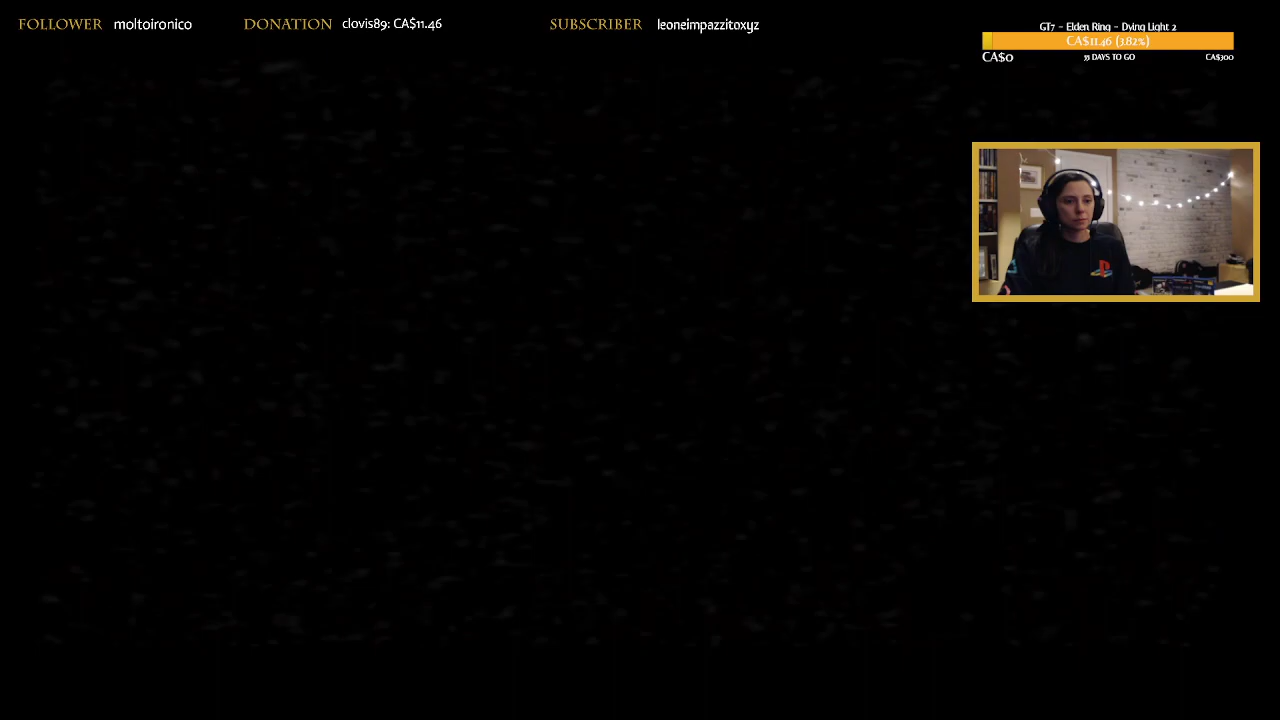 FOLLOWER moltoironico DONATION clovis89: CA$11.46 SUBSCRIBER leoneimpazzitoxyz
GT7 - Elden Ring - Dying Light 2
CA$11.46 (3.82%)
CA$0 33 DAYS TO GO CA$300